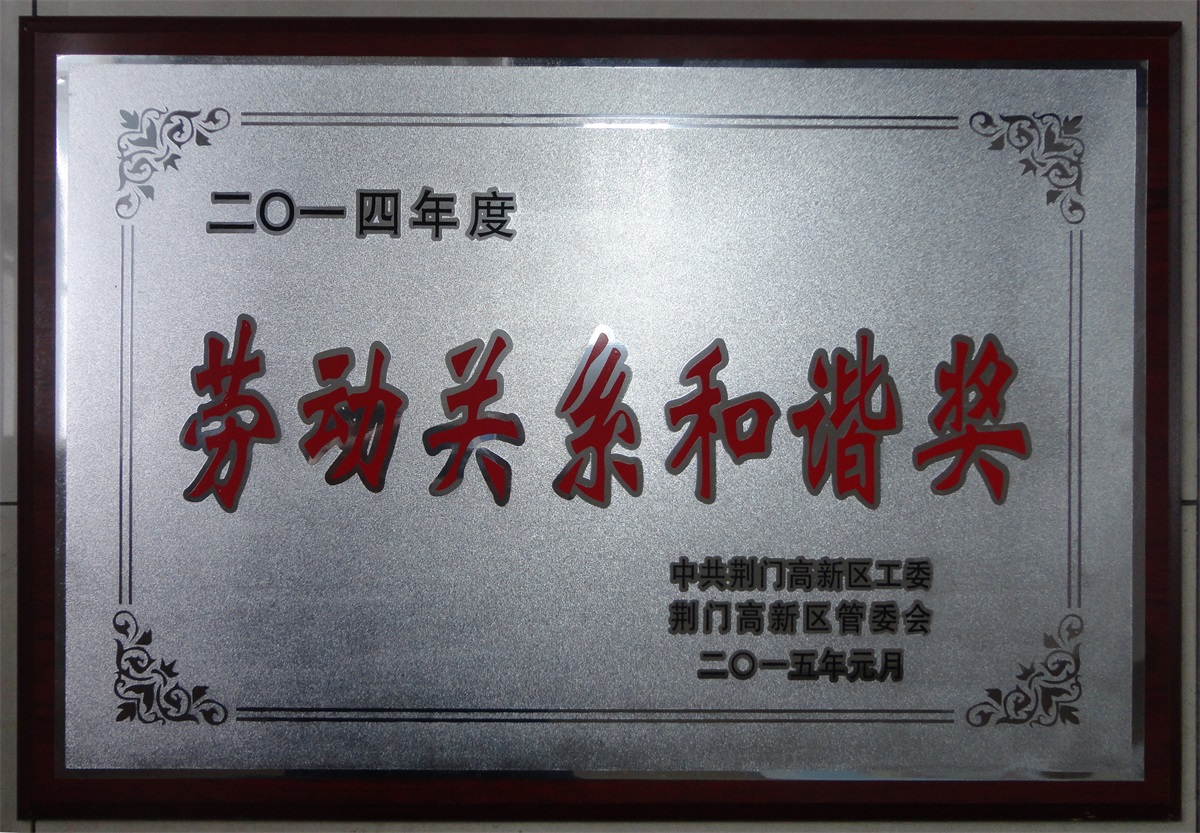 二〇一四年度
劳动关系和谐奖
中共荆门高新区工委
荆门高新区管委会
二〇一五年元月